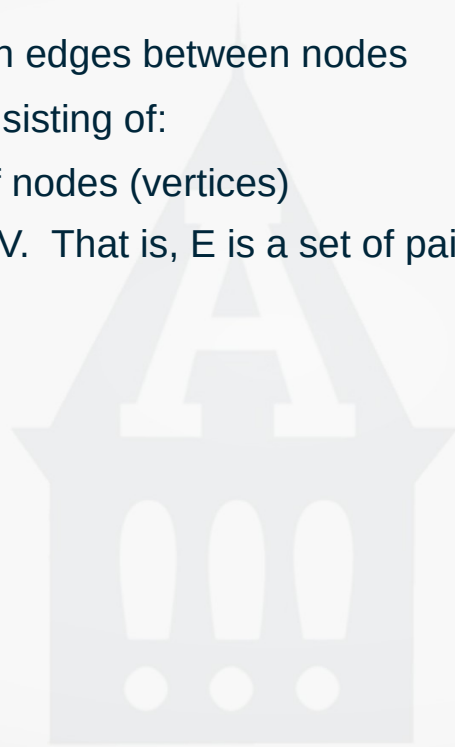 n edges between nodes
sisting of:
f nodes (vertices)
V.  That is, E is a set of pai
A